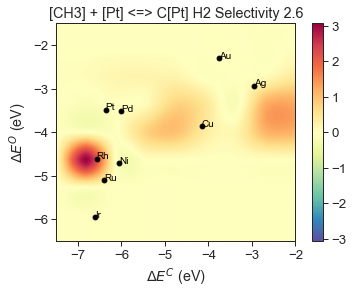 [CH3] + [Pt] <=> C[Pt] H2 Selectivity 2.6
ΔE^O (eV)
−2
−3
−4
−5
−6
Au
Ag
Pt
Pd
Cu
Rh
Ni
Ru
Ir
3
2
1
0
−1
−2
−3
−7
−6
−5
−4
−3
−2
ΔE^C (eV)